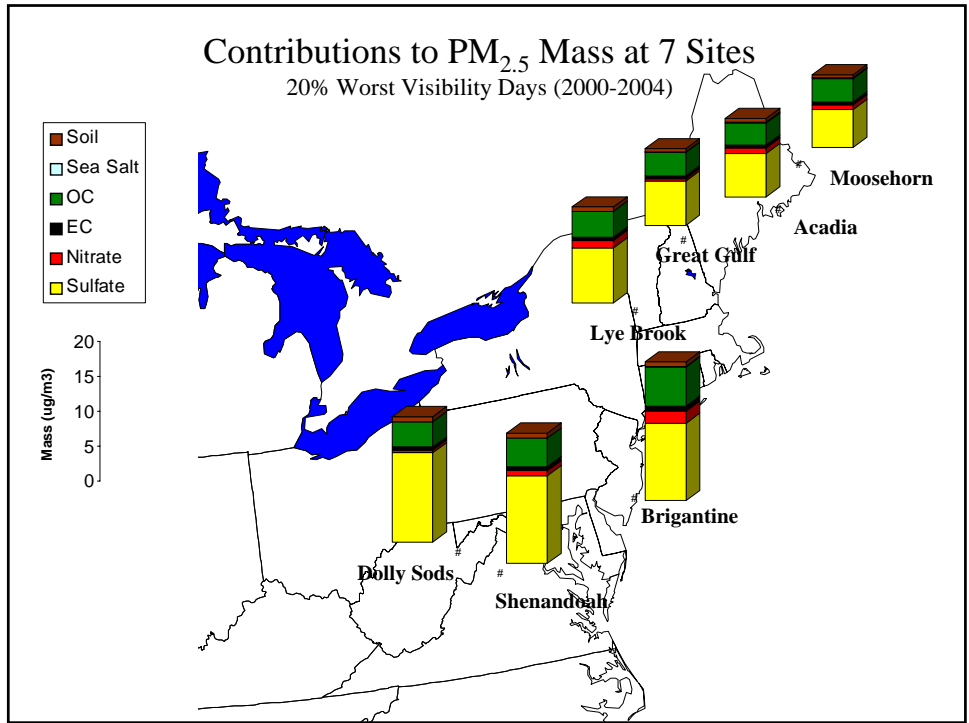 Contributions to PM2.5 Mass at 7 Sites
20% Worst Visibility Days (2000-2004)
Soil
Sea Salt
OC
EC
Nitrate
Sulfate
Moosehorn
Acadia
Great Gulf
Lye Brook
20
15
10
5
0
Mass (ug/m3)
Brigantine
Dolly Sods
Shenandoah
#
#
#
#
#
#
#